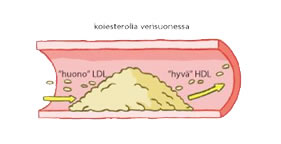 kolesterolia verisuonessa
"huono" LDL
"hyvä" HDL